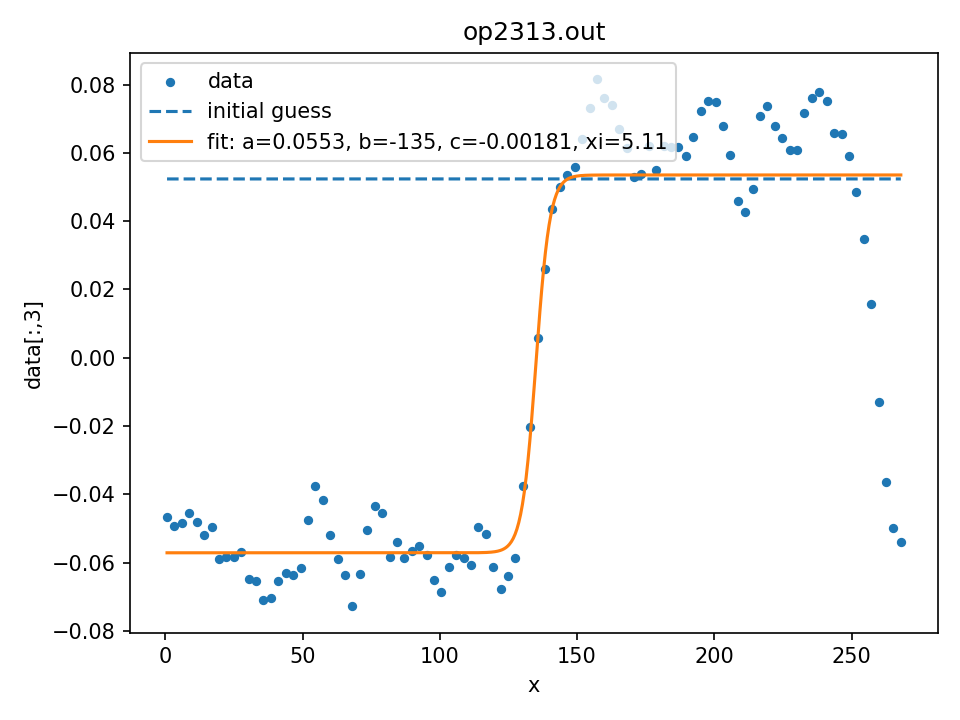 op2313.out
data
initial guess
fit: a=0.0553, b=-135, c=-0.00181, xi=5.11
0.08
0.06
0.04
0.02
0.00
−0.02
−0.04
−0.06
−0.08
data[:,3]
0 50 100 150 200 250
x